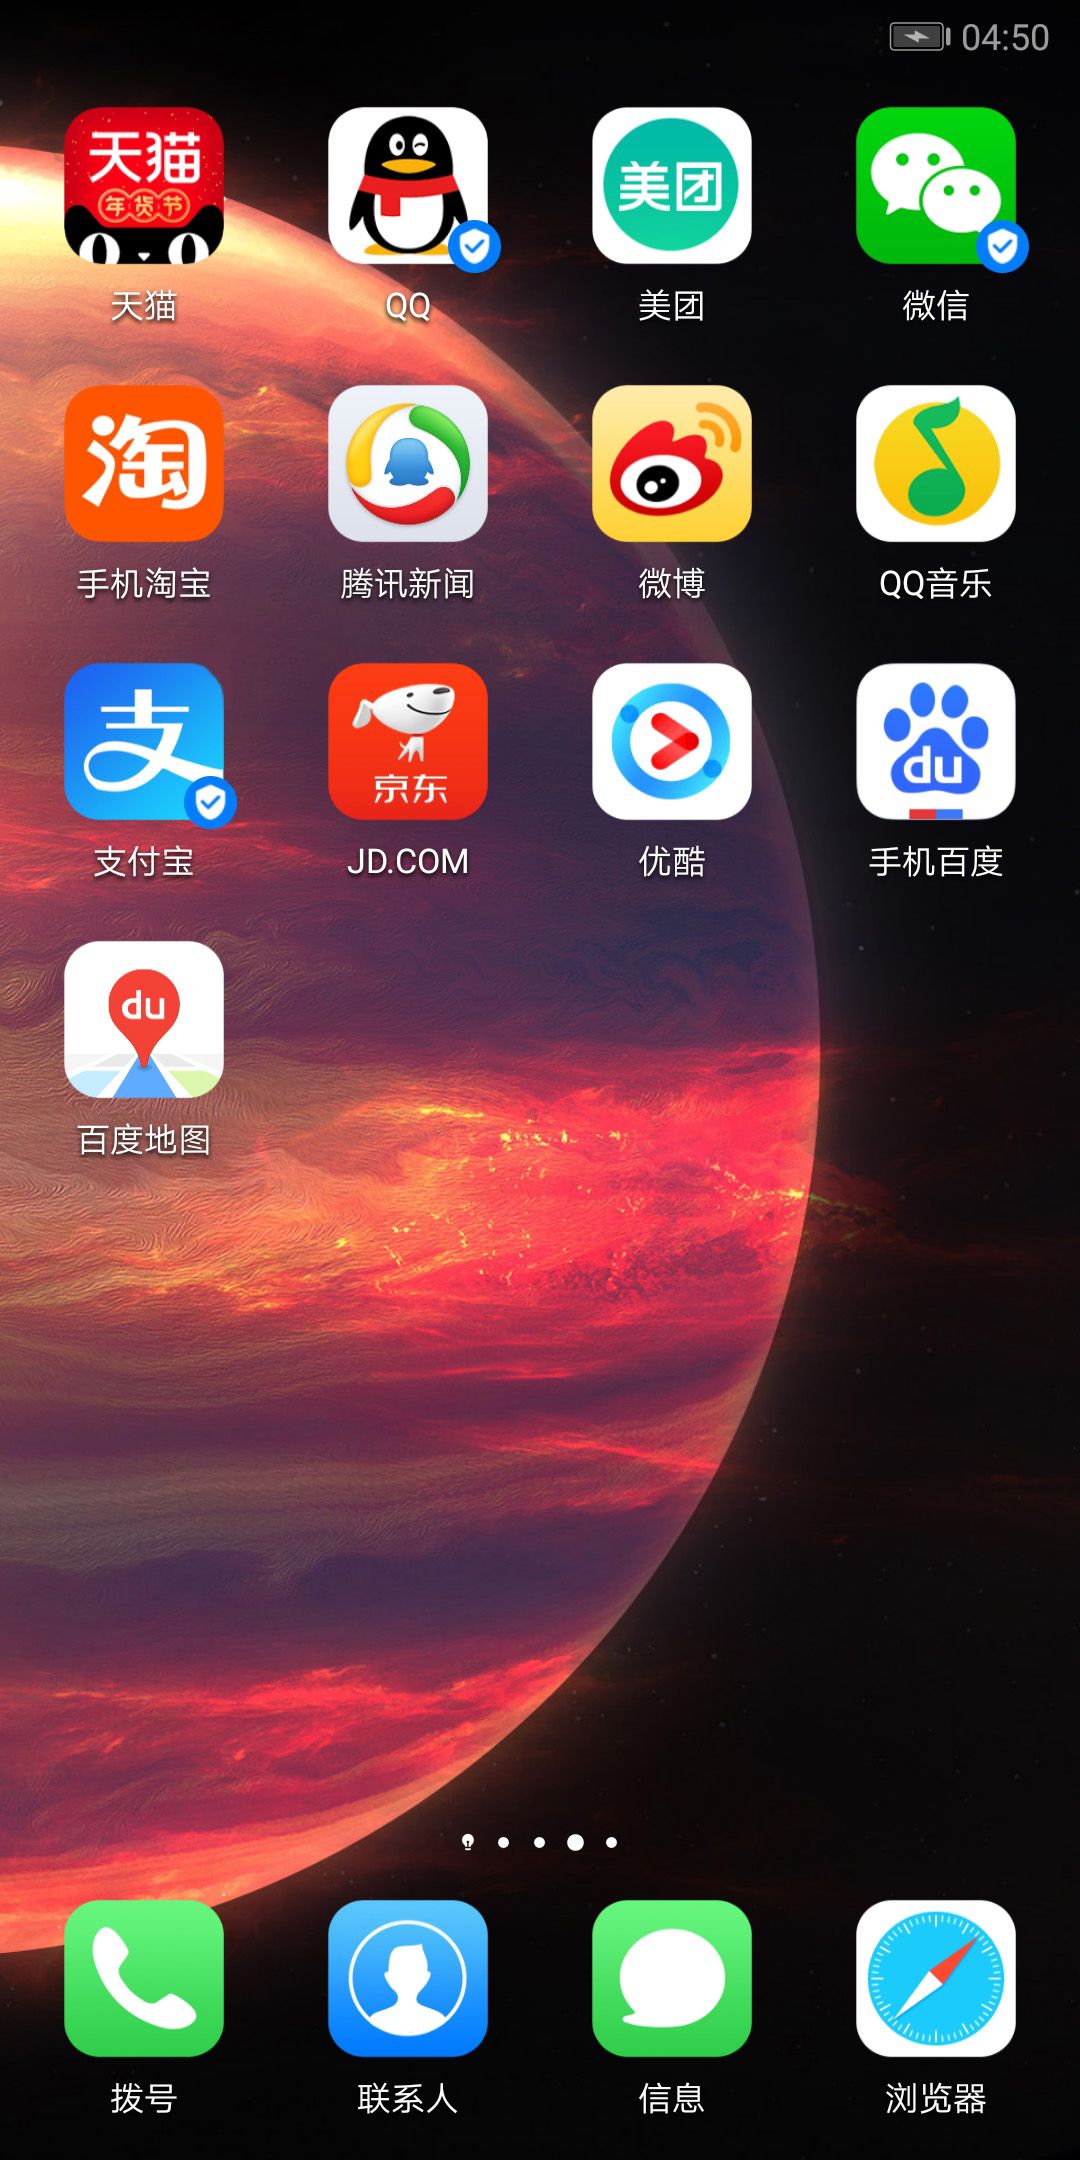 04:50
天猫
年货节
美团
天猫
QQ
美团
微信
淘
手机淘宝
腾讯新闻
微博
QQ音乐
支
京东
du
支付宝
JD.COM
优酷
手机百度
du
百度地图
拨号
联系人
信息
浏览器